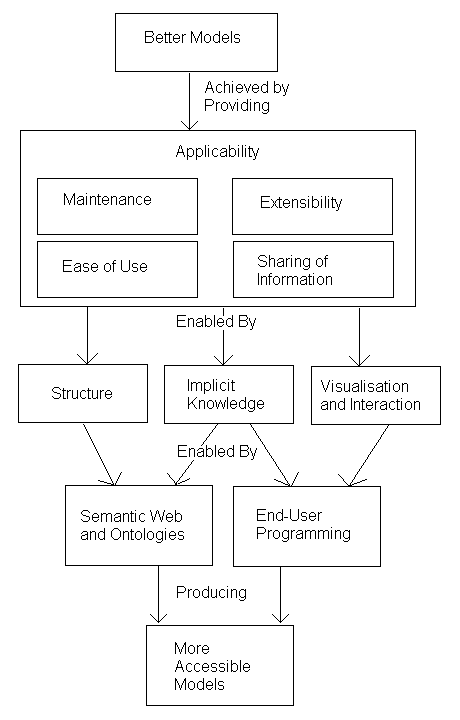 Better Models
Achieved by
Providing
Applicability
Maintenance
Extensibility
Ease of Use
Sharing of
Information
Enabled By
Structure
Implicit
Knowledge
Visualisation
and Interaction
Enabled By
Semantic Web
and Ontologies
End-User
Programming
Producing
More
Accessible
Models